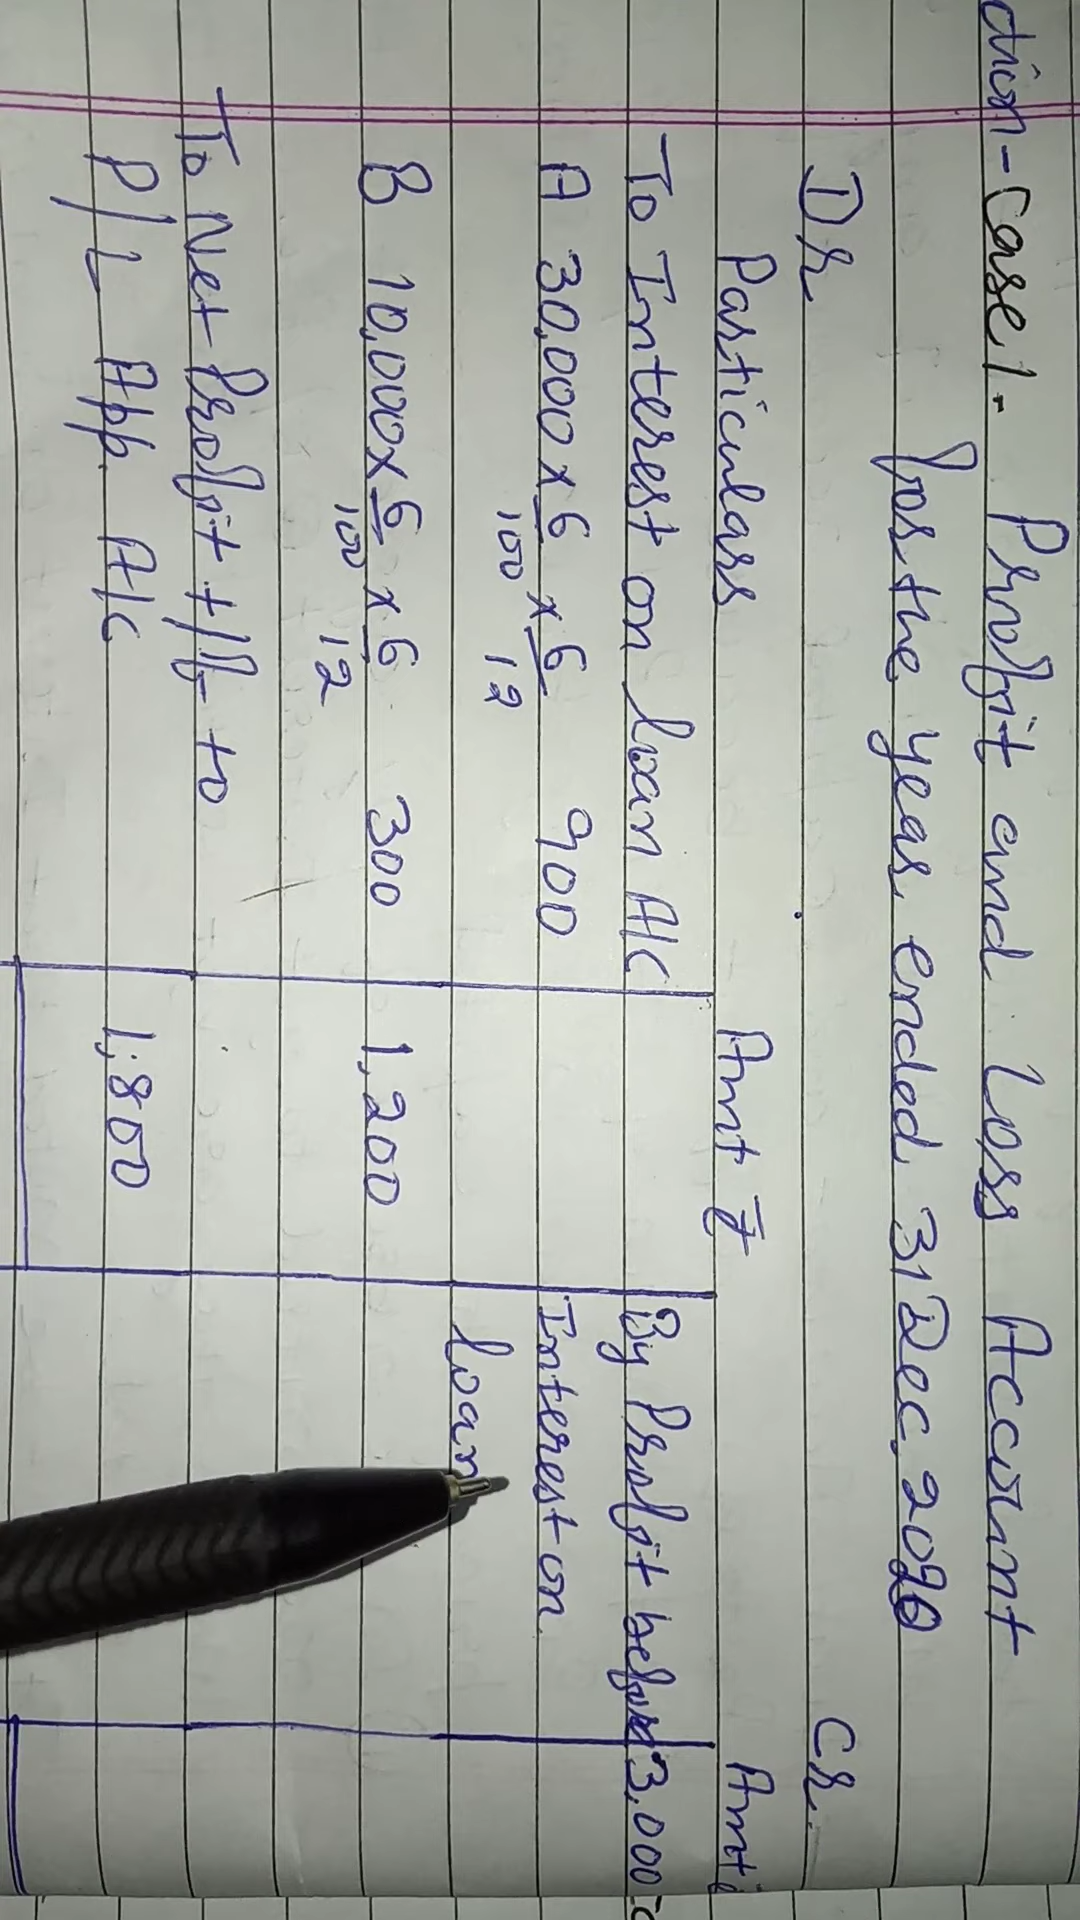 ction-Case 1- Profit and Loss Account
for the year ended 31 Dec, 2020
Dr Cr.
Particulars Amt ₹ Amt
To Interest on loan A/c By Profit before 3,000
A 30,000 × 6/100 × 6/12 900 Interest on
loan
B 10,000 × 6/100 × 6/12 300 1,200
To Net Profit tf to
P/L App A/c 1,800